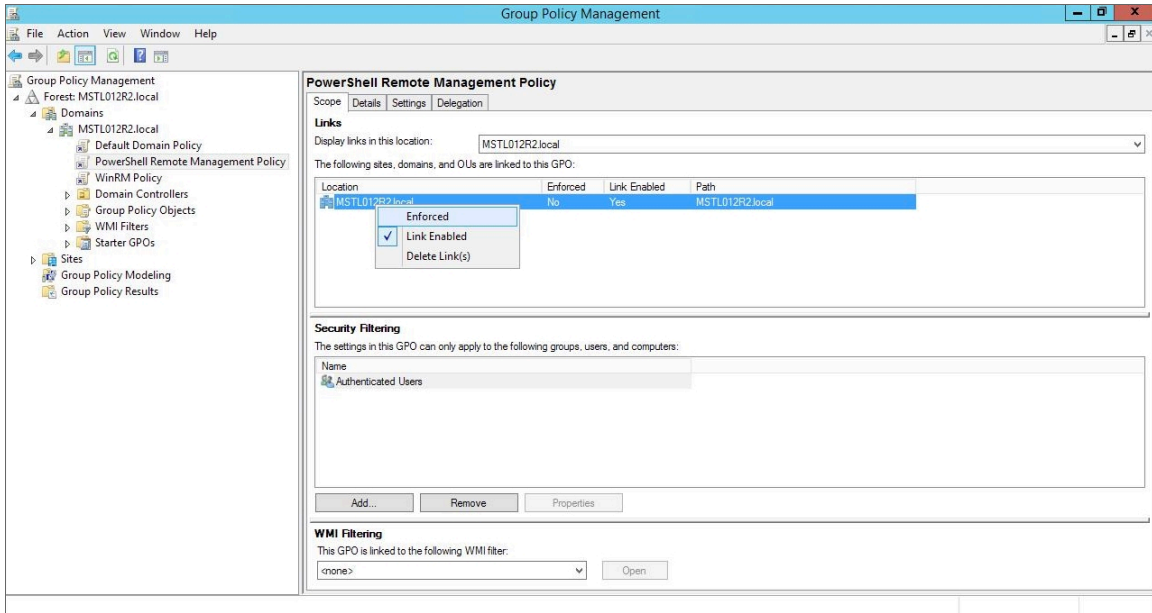 Group Policy Management
File Action View Window Help
Group Policy Management
Forest: MSTL012R2.local
Domains
MSTL012R2.local
Default Domain Policy
PowerShell Remote Management Policy
WinRM Policy
Domain Controllers
Group Policy Objects
WMI Filters
Starter GPOs
Sites
Group Policy Modeling
Group Policy Results
PowerShell Remote Management Policy
Scope Details Settings Delegation
Links
Display links in this location: MSTL012R2.local
The following sites, domains, and OUs are linked to this GPO:
Location Enforced Link Enabled Path
MSTL012R2.local No Yes MSTL012R2.local
Enforced
Link Enabled
Delete Link(s)
Security Filtering
The settings in this GPO can only apply to the following groups, users, and computers:
Name
Authenticated Users
Add... Remove Properties
WMI Filtering
This GPO is linked to the following WMI filter:
<none> Open